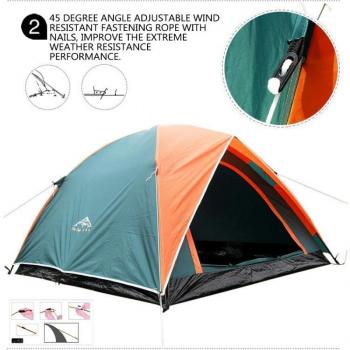 2
45 DEGREE ANGLE ADJUSTABLE WIND
RESISTANT FASTENING ROPE WITH
NAILS, IMPROVE THE EXTREME
WEATHER RESISTANCE
PERFORMANCE.